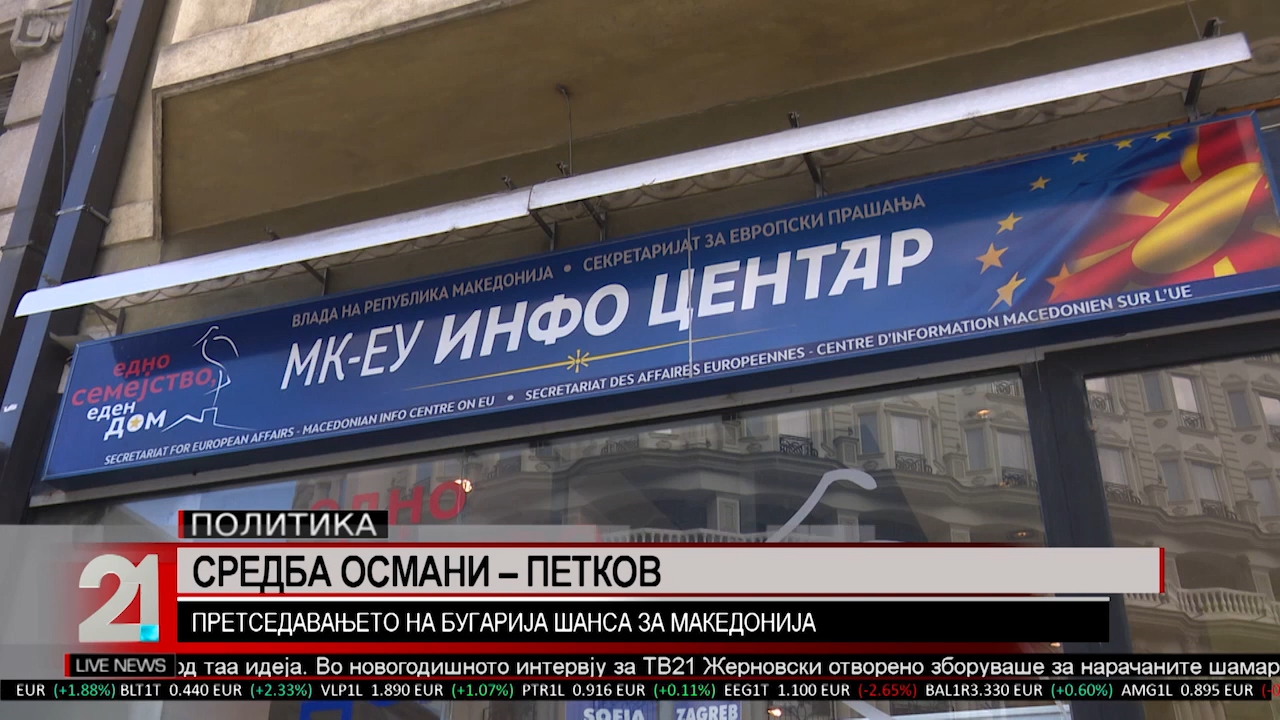 ВЛАДА НА РЕПУБЛИКА МАКЕДОНИЈА • СЕКРЕТАРИЈАТ ЗА ЕВРОПСКИ ПРАШАЊА
МК-ЕУ ИНФО ЦЕНТАР
едно
семејство,
еден
дом
SECRETARIAT FOR EUROPEAN AFFAIRS - MACEDONIAN INFO CENTRE ON EU • SECRETARIAT DES AFFAIRES EUROPEENNES - CENTRE D'INFORMATION MACEDONIEN SUR L'UE
едно
ПОЛИТИКА
21
СРЕДБА ОСМАНИ – ПЕТКОВ
ПРЕТСЕДАВАЊЕТО НА БУГАРИЈА ШАНСА ЗА МАКЕДОНИЈА
LIVE NEWS
од таа идеја. Во новогодишното интервју за ТВ21 Жерновски отворено зборуваше за нарачаните шамар
EUR (+1.88%) BLT1T 0.440 EUR (+2.33%) VLP1L 1.890 EUR (+1.07%) PTR1L 0.916 EUR (+0.11%) EEG1T 1.100 EUR (-2.65%) BAL1R3.330 EUR (+0.60%) AMG1L 0.895 EUR
SOFIA ZAGREB